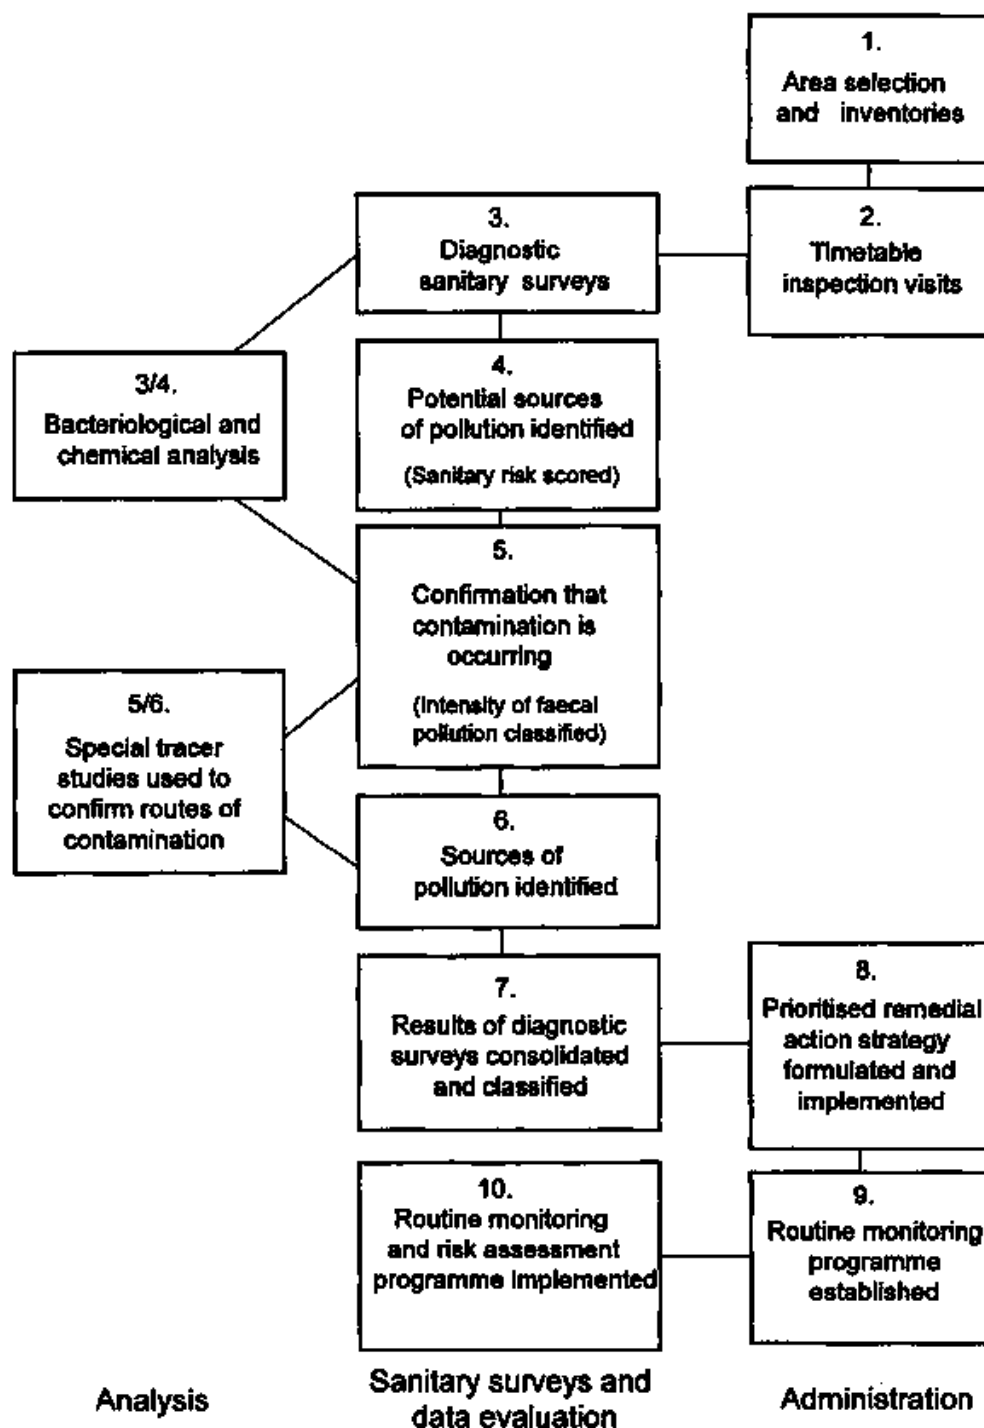 1.
Area selection
and inventories
2.
Timetable
inspection visits
3.
Diagnostic
sanitary surveys
3/4.
Bacteriological and
chemical analysis
4.
Potential sources
of pollution identified
(Sanitary risk scored)
5.
Confirmation that
contamination is
occurring
(Intensity of faecal
pollution classified)
5/6.
Special tracer
studies used to
confirm routes of
contamination
6.
Sources of
pollution identified
7.
Results of diagnostic
surveys consolidated
and classified
8.
Prioritised remedial
action strategy
formulated and
implemented
9.
Routine monitoring
programme
established
10.
Routine monitoring
and risk assessment
programme implemented
Analysis
Sanitary surveys and
data evaluation
Administration